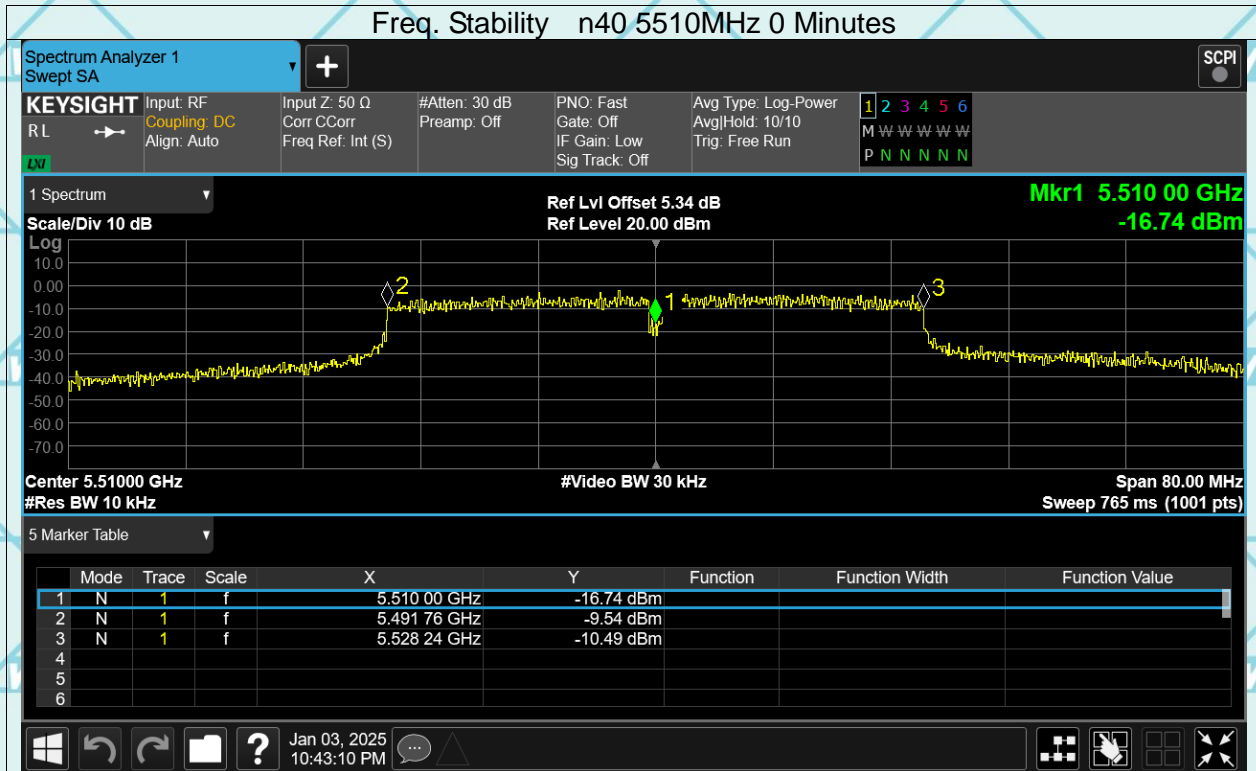 Freq. Stability n40 5510MHz 0 Minutes
Spectrum Analyzer 1
Swept SA
+
SCPI
KEYSIGHT
R L
LXI
Input: RF
Coupling: DC
Align: Auto
Input Z: 50 Ω
Corr CCorr
Freq Ref: Int (S)
#Atten: 30 dB
Preamp: Off
PNO: Fast
Gate: Off
IF Gain: Low
Sig Track: Off
Avg Type: Log-Power
Avg|Hold: 10/10
Trig: Free Run
1 2 3 4 5 6
M W W W W W
P N N N N N
1 Spectrum
Scale/Div 10 dB
Ref Lvl Offset 5.34 dB
Ref Level 20.00 dBm
Mkr1 5.510 00 GHz
-16.74 dBm
Log
10.0
0.00
-10.0
-20.0
-30.0
-40.0
-50.0
-60.0
-70.0
2
1
3
Center 5.51000 GHz
#Res BW 10 kHz
#Video BW 30 kHz
Span 80.00 MHz
Sweep 765 ms (1001 pts)
5 Marker Table
Mode Trace Scale X Y Function Function Width Function Value
1 N 1 f 5.510 00 GHz -16.74 dBm
2 N 1 f 5.491 76 GHz -9.54 dBm
3 N 1 f 5.528 24 GHz -10.49 dBm
4
5
6
?
Jan 03, 2025
10:43:10 PM